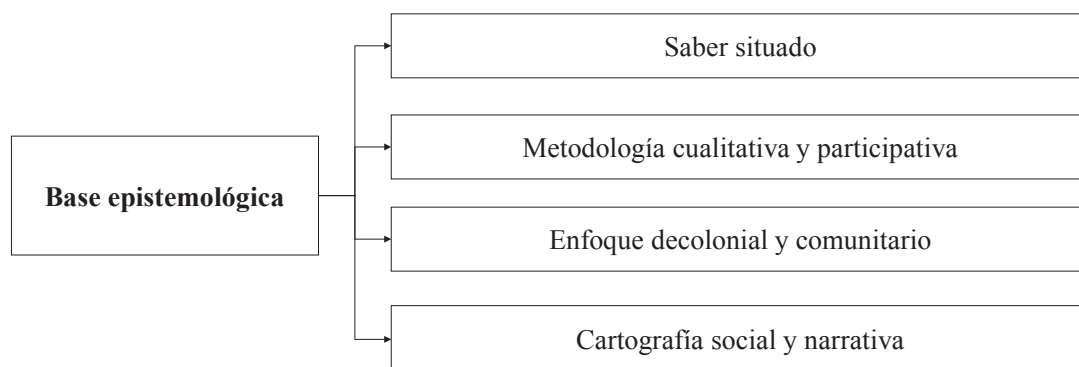 Saber situado
Metodología cualitativa y participativa
Base epistemológica
Enfoque decolonial y comunitario
Cartografía social y narrativa